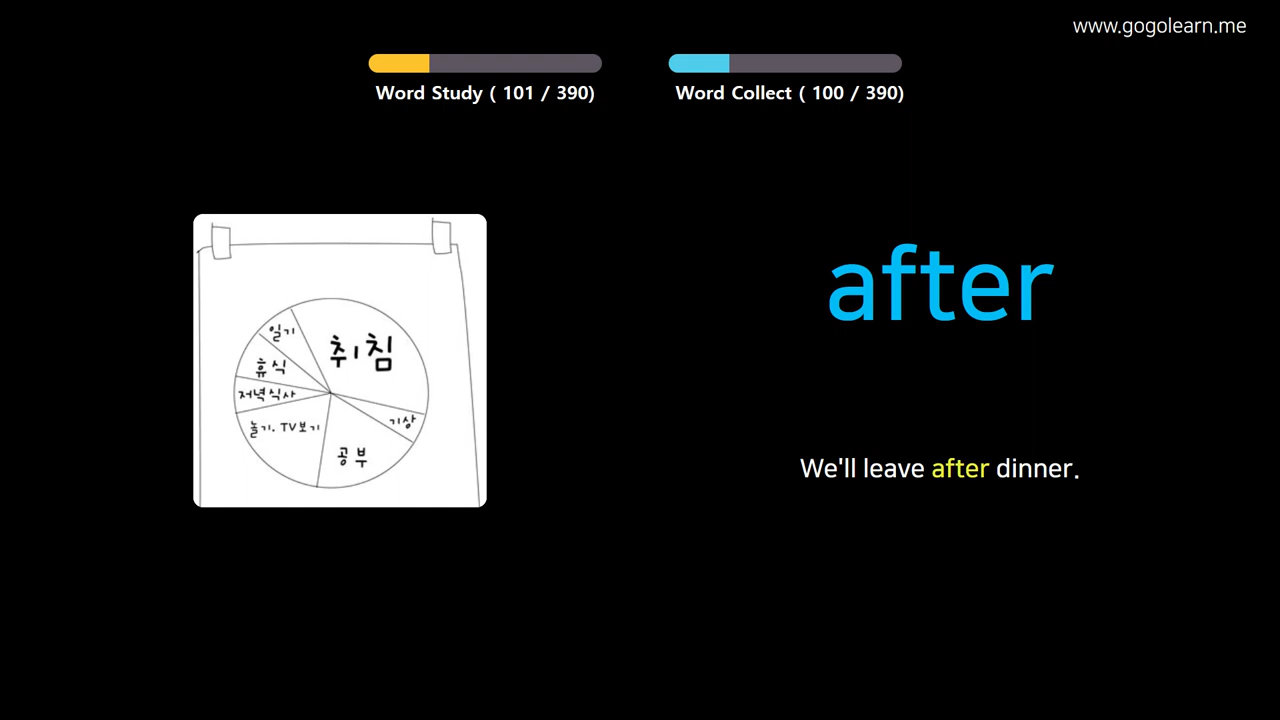 www.gogolearn.me
Word Study ( 101 / 390)
Word Collect ( 100 / 390)
일기
취침
휴식
저녁식사
기상
놀기. TV보기
공부
after
We'll leave after dinner.